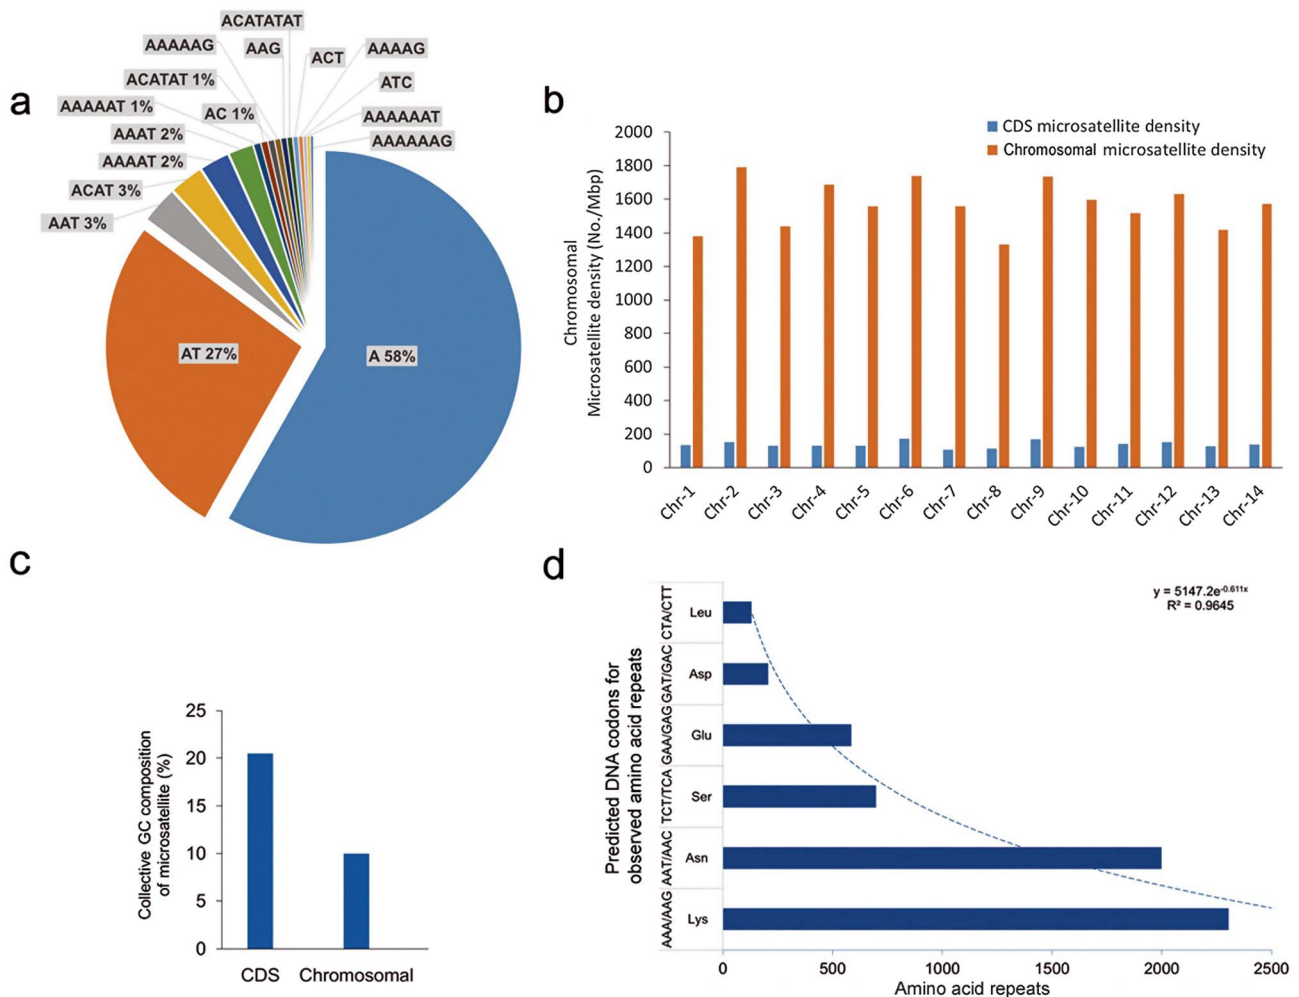 a
ACATATAT
AAAAAG
AAG
ACT
AAAAG
ACATAT 1%
ATC
AAAAAT 1%
AC 1%
AAAAAAT
AAAT 2%
AAAAAAG
AAAAT 2%
ACAT 3%
AAT 3%
AT 27%
A 58%
b
CDS microsatellite density
Chromosomal microsatellite density
Chromosomal
Microsatellite density (No./Mbp)
2000
1800
1600
1400
1200
1000
800
600
400
200
0
Chr-1
Chr-2
Chr-3
Chr-4
Chr-5
Chr-6
Chr-7
Chr-8
Chr-9
Chr-10
Chr-11
Chr-12
Chr-13
Chr-14
c
Collective GC composition
of microsatellite (%)
25
20
15
10
5
0
CDS
Chromosomal
d
y = 5147.2e-0.611x
R² = 0.9645
Predicted DNA codons for
observed amino acid repeats
CTA/CTT
Leu
GAT/GAC
Asp
GAA/GAG
Glu
TCT/TCA
Ser
AAT/AAC
Asn
AAA/AAG
Lys
0
500
1000
1500
2000
2500
Amino acid repeats